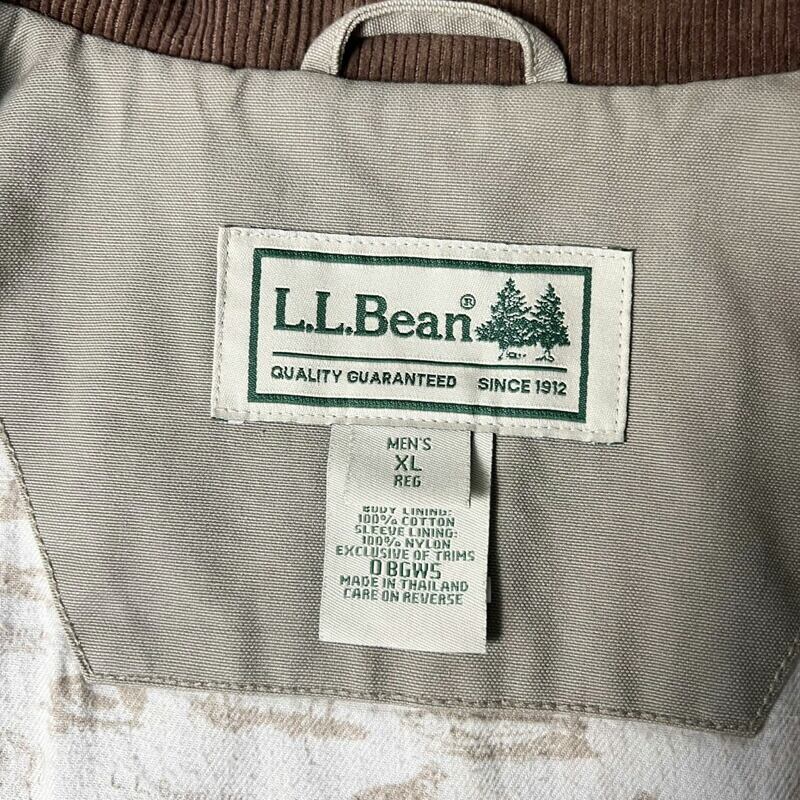 L.L.Bean®
QUALITY GUARANTEED SINCE 1912
MEN'S
XL
REG
BODY LINING:
100% COTTON
SLEEVE LINING:
100% NYLON
EXCLUSIVE OF TRIMS
0BGW5
MADE IN THAILAND
CARE ON REVERSE
L.L.Bean